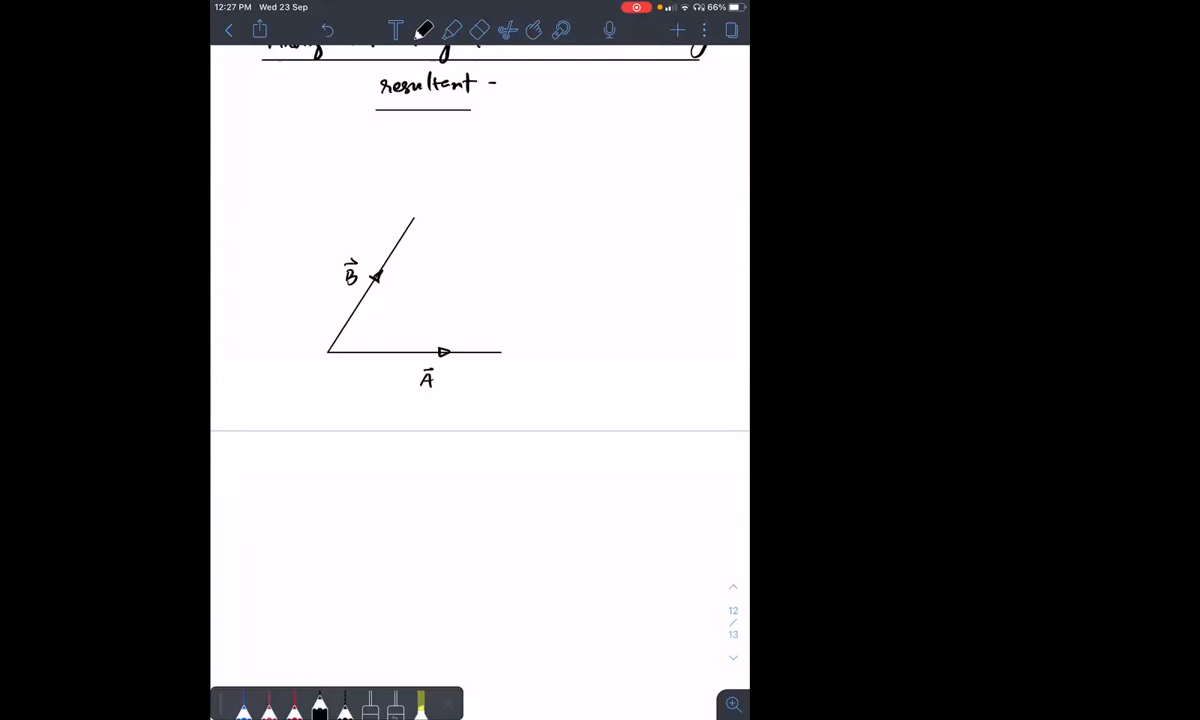 12:27 PM Wed 23 Sep
66%
T
resultant -
B⃗
A⃗
12
/
13